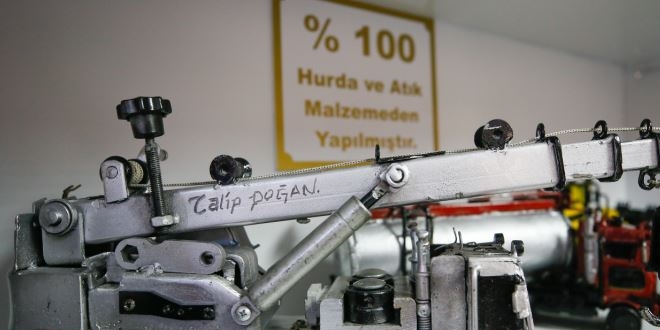 % 100
Hurda ve Atık
Malzemeden
Yapılmıştır.
Talip DOĞAN.